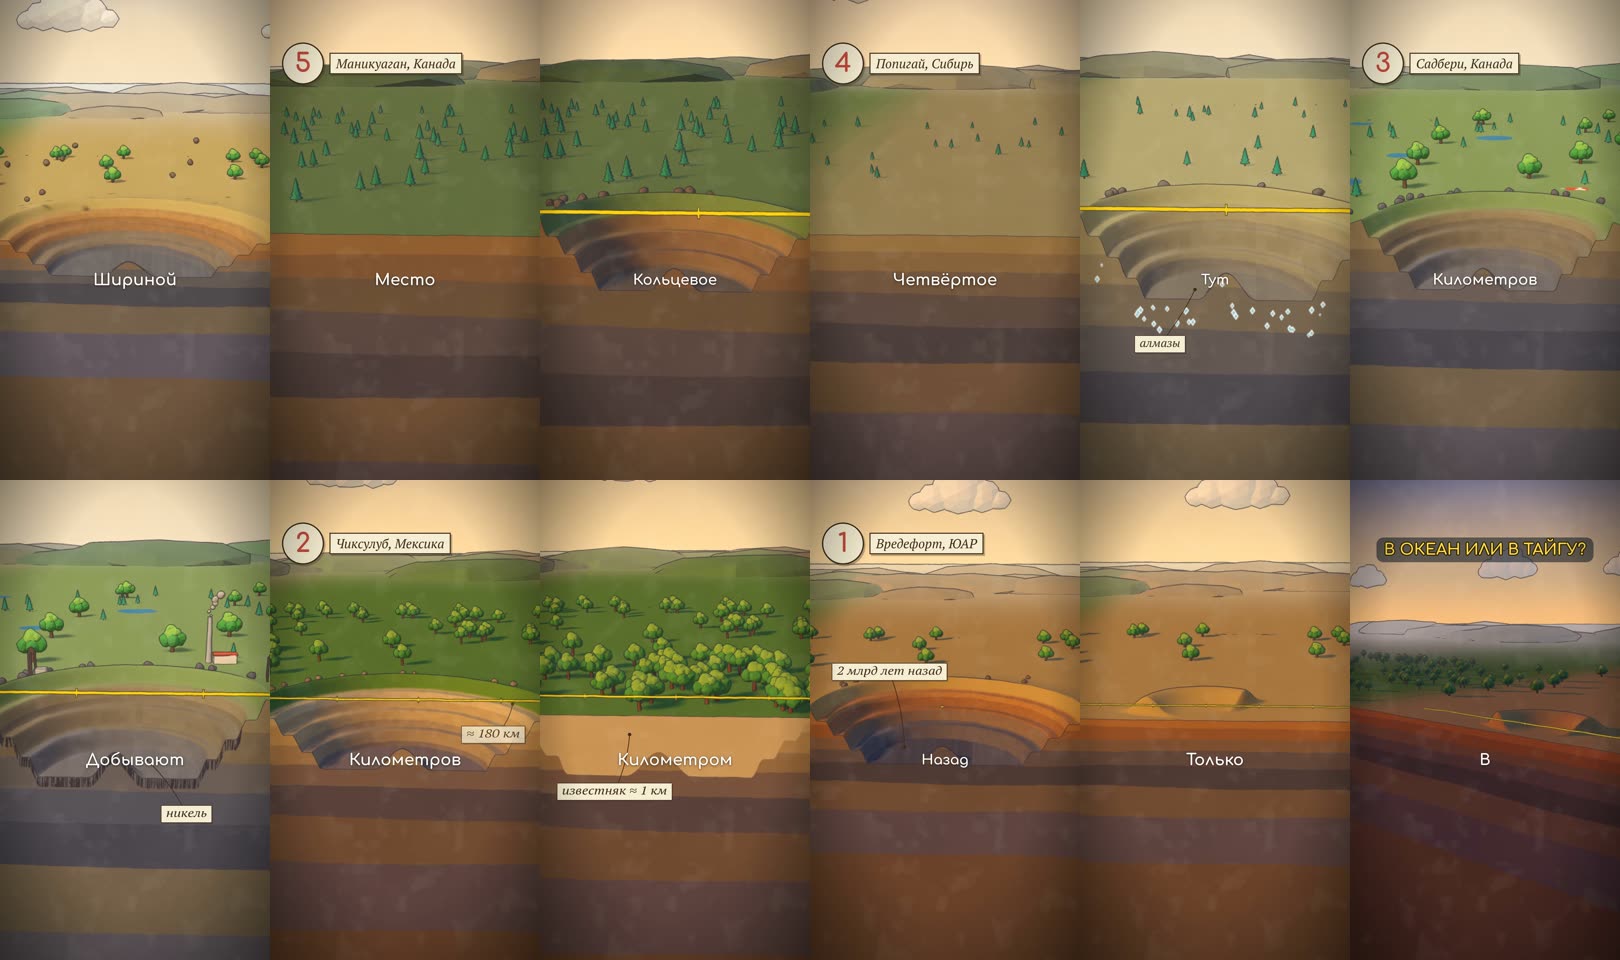 Шириной
5
Маникуаган, Канада
Место
Кольцевое
4
Попигай, Сибирь
Четвёртое
Тут
алмазы
3
Садбери, Канада
Километров
Добывают
никель
2
Чиксулуб, Мексика
≈ 180 км
Километров
Километром
известняк ≈ 1 км
1
Вредефорт, ЮАР
2 млрд лет назад
Назад
Только
В ОКЕАН ИЛИ В ТАЙГУ?
В